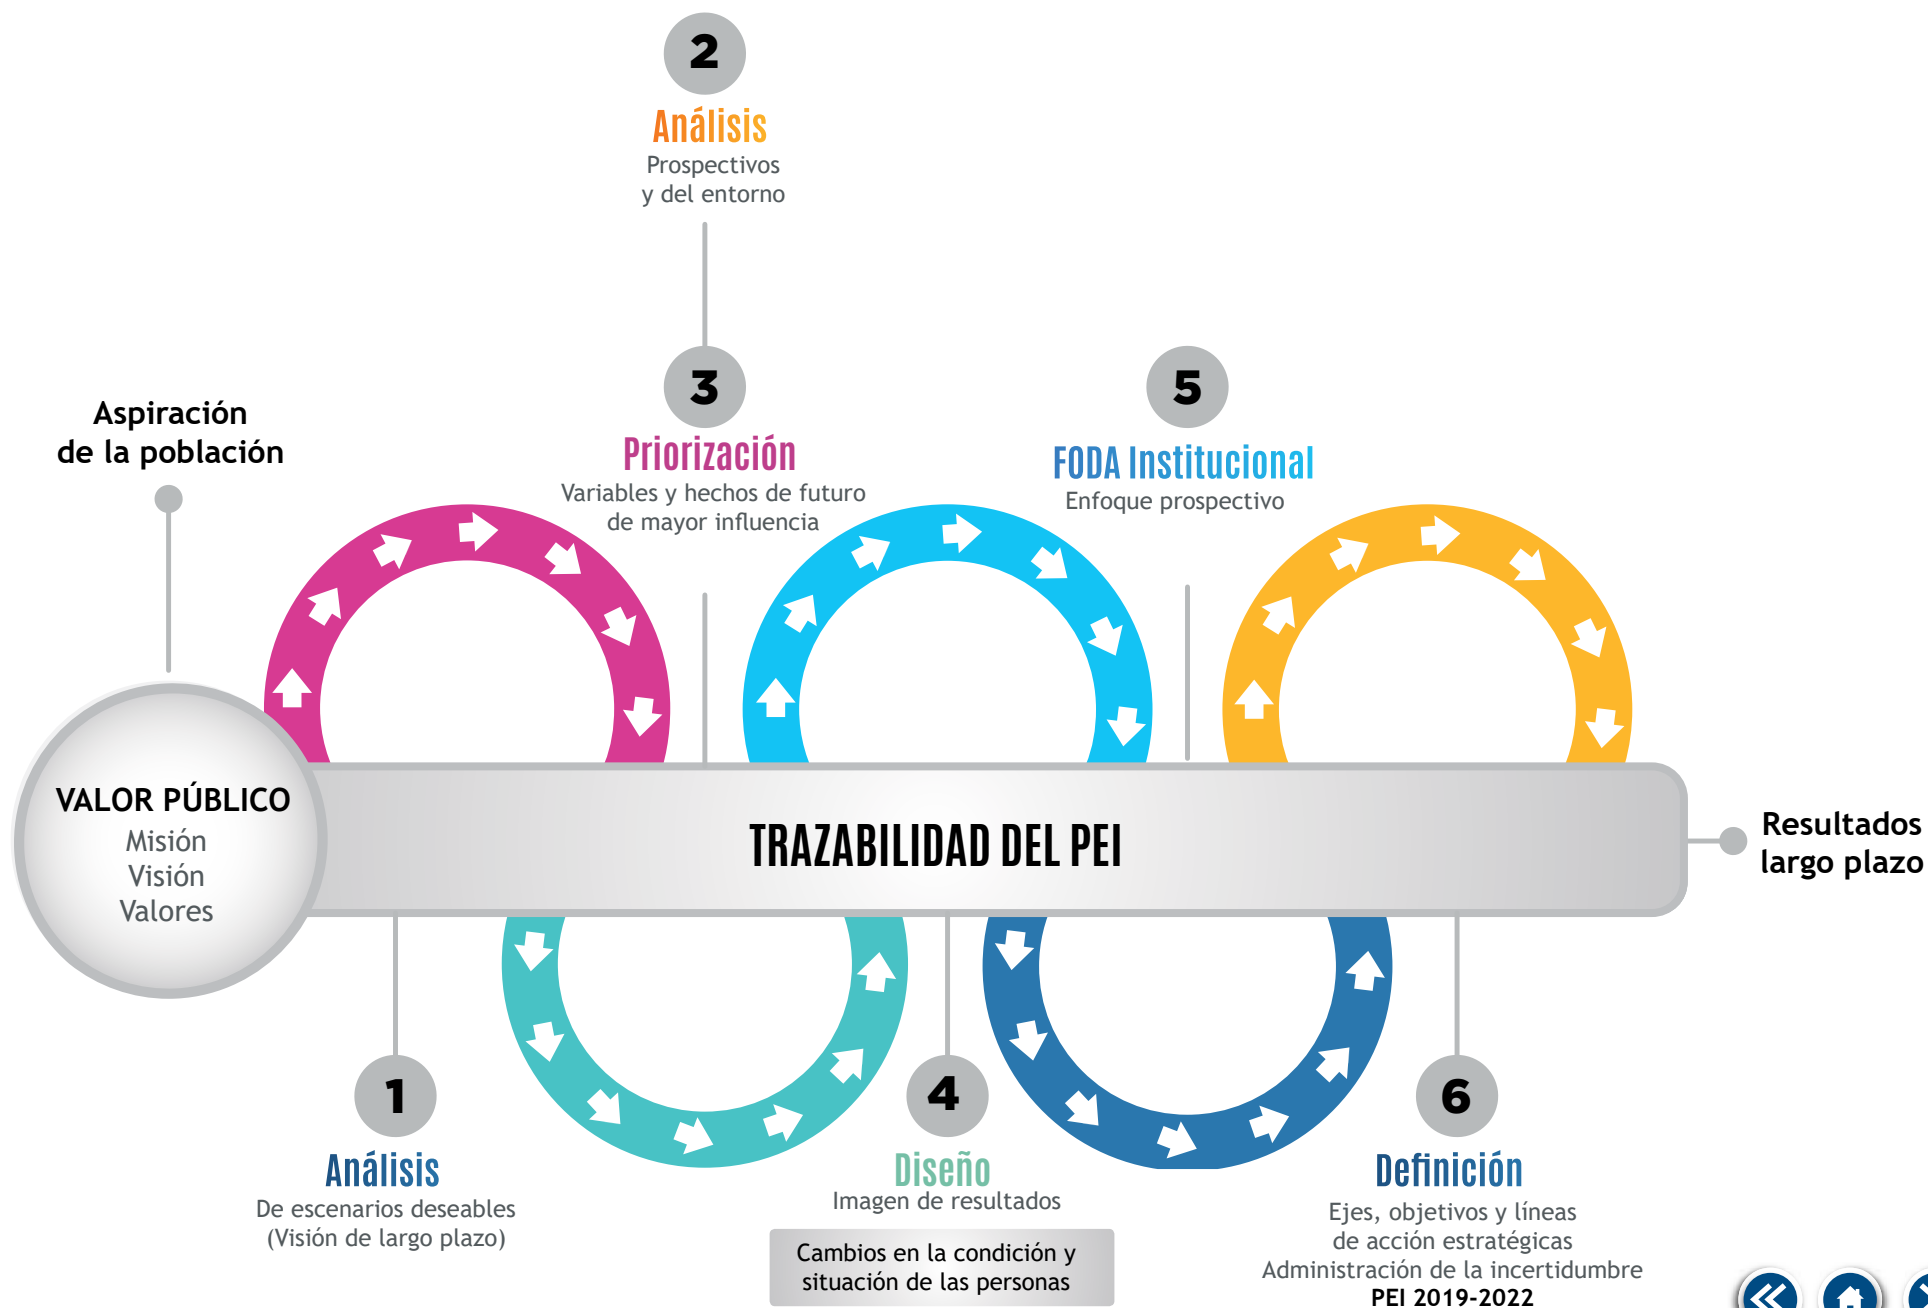 2
Análisis
Prospectivos
y del entorno
3
Priorización
Variables y hechos de futuro
de mayor influencia
5
FODA Institucional
Enfoque prospectivo
Aspiración
de la población
VALOR PÚBLICO
Misión
Visión
Valores
TRAZABILIDAD DEL PEI
Resultados
largo plazo
1
Análisis
De escenarios deseables
(Visión de largo plazo)
4
Diseño
Imagen de resultados
Cambios en la condición y
situación de las personas
6
Definición
Ejes, objetivos y líneas
de acción estratégicas
Administración de la incertidumbre
PEI 2019-2022